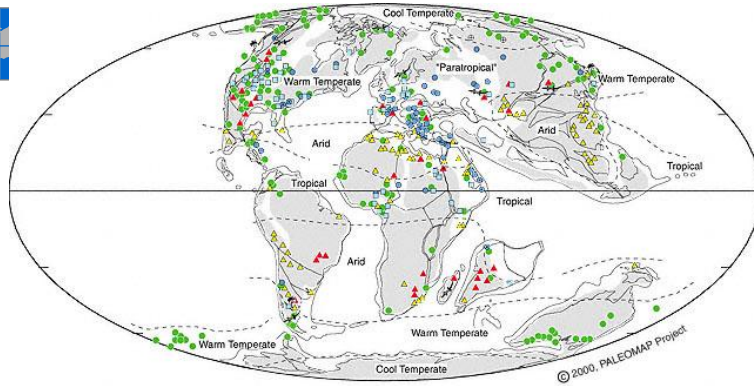 Cool Temperate
Warm Temperate
"Paratropical"
Warm Temperate
Arid
Arid
Tropical
Tropical
Tropical
Arid
Warm Temperate
Warm Temperate
Cool Temperate
© 2000, PALEOMAP Project